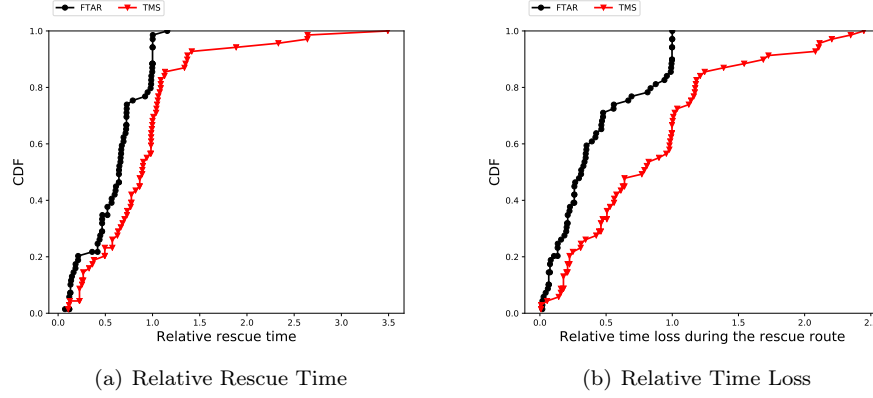 FTAR TMS
1.0
0.8
0.6
0.4
0.2
0.0
CDF
0.0 0.5 1.0 1.5 2.0 2.5 3.0 3.5
Relative rescue time
(a) Relative Rescue Time
FTAR TMS
1.0
0.8
0.6
0.4
0.2
0.0
CDF
0.0 0.5 1.0 1.5 2.0
Relative time loss during the rescue route
(b) Relative Time Loss